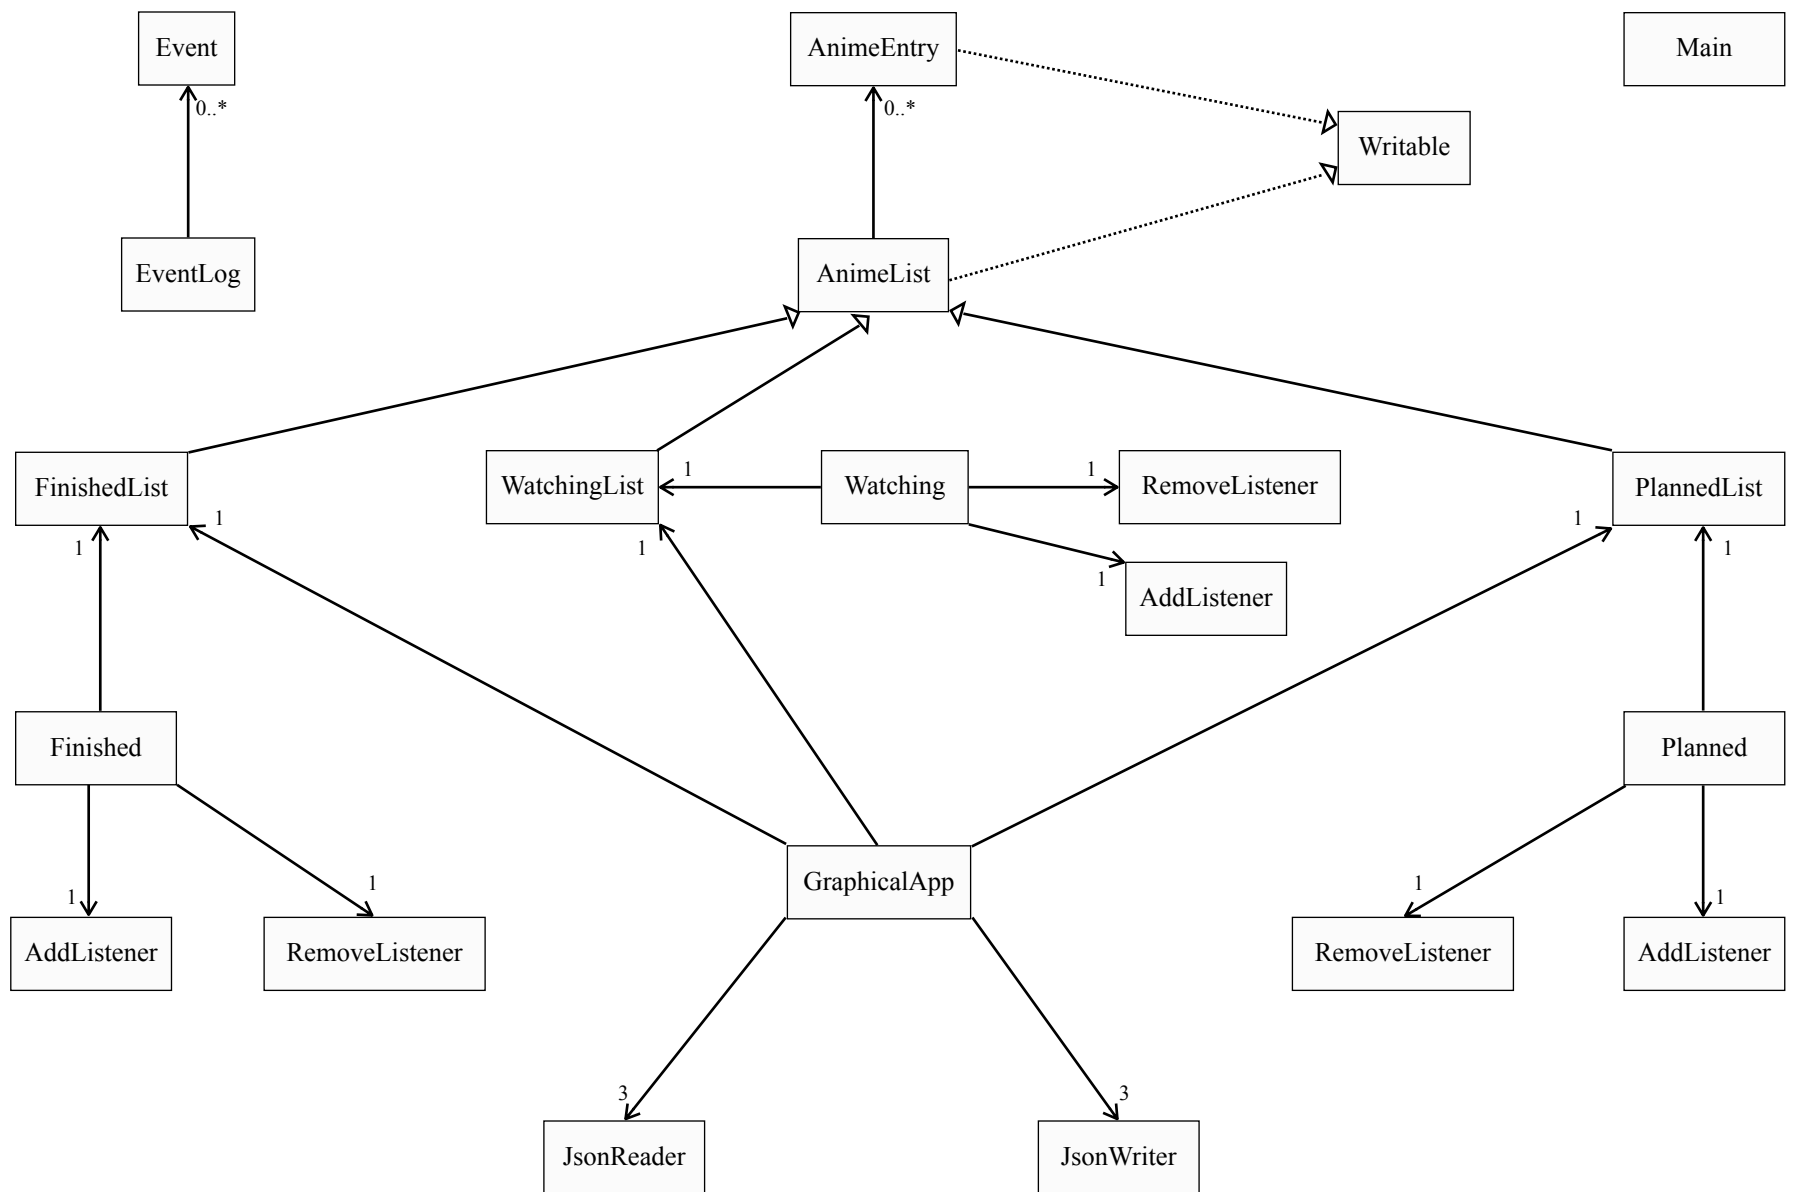 Event
AnimeEntry
Main
0..*
0..*
Writable
EventLog
AnimeList
FinishedList
WatchingList
1
Watching
1
RemoveListener
PlannedList
1
1
1
1
1
1
AddListener
Finished
Planned
GraphicalApp
1
1
1
1
AddListener
RemoveListener
RemoveListener
AddListener
3
3
JsonReader
JsonWriter